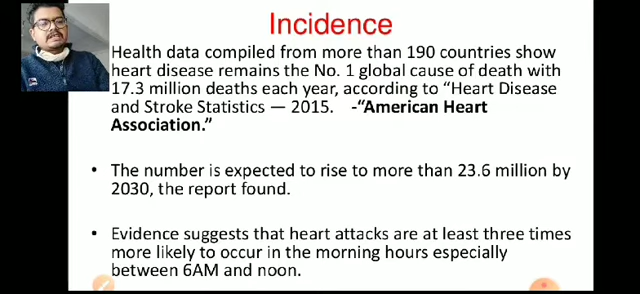 Incidence
Health data compiled from more than 190 countries show
heart disease remains the No. 1 global cause of death with
17.3 million deaths each year, according to “Heart Disease
and Stroke Statistics — 2015. -“American Heart
Association.”
• The number is expected to rise to more than 23.6 million by
2030, the report found.
• Evidence suggests that heart attacks are at least three times
more likely to occur in the morning hours especially
between 6AM and noon.